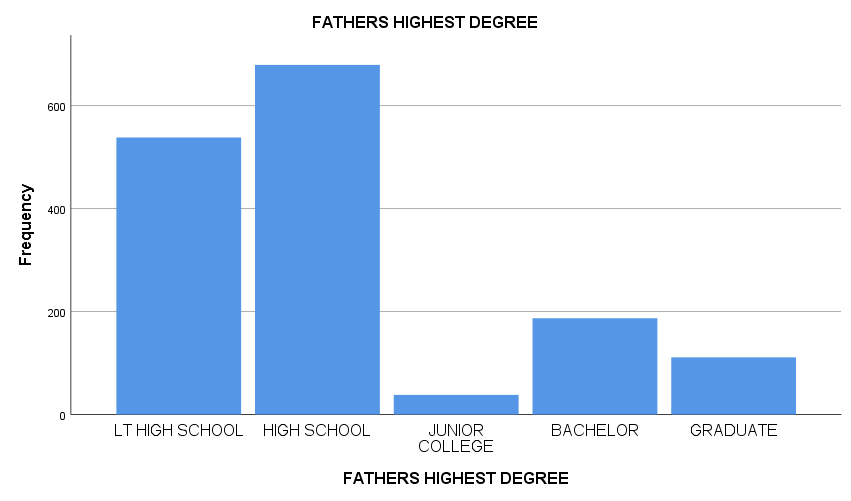 FATHERS HIGHEST DEGREE
Frequency
600
400
200
0
LT HIGH SCHOOL
HIGH SCHOOL
JUNIOR
COLLEGE
BACHELOR
GRADUATE
FATHERS HIGHEST DEGREE